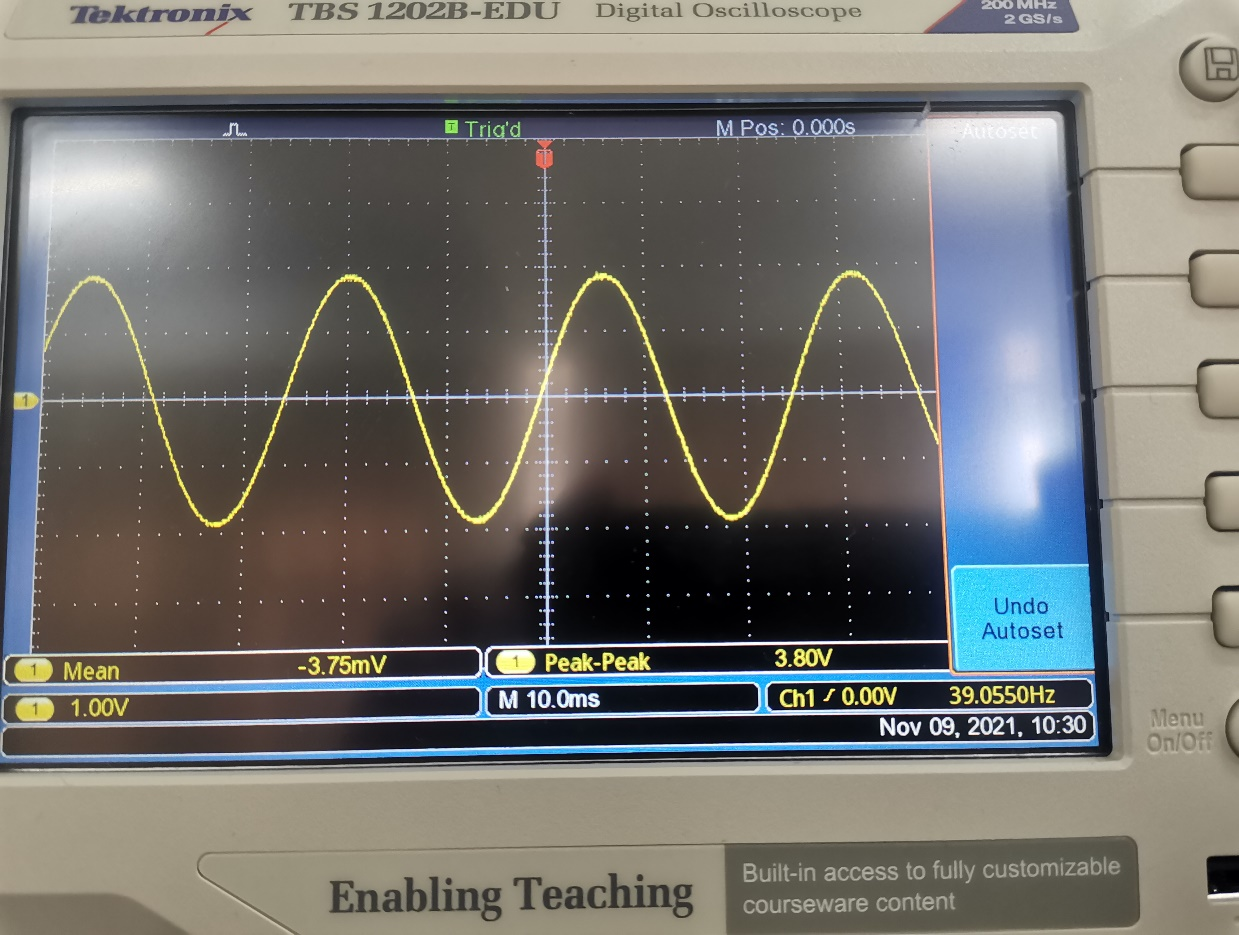 Tektronix TBS 1202B-EDU Digital Oscilloscope 200 MHz
2 GS/s
T Trig'd M Pos: 0.000s Autoset
1
Undo
Autoset
1 Mean -3.75mV 1 Peak-Peak 3.80V
1 1.00V M 10.0ms Ch1 / 0.00V 39.0550Hz
Nov 09, 2021, 10:30
Menu
On/Off
Enabling Teaching
Built-in access to fully customizable
courseware content